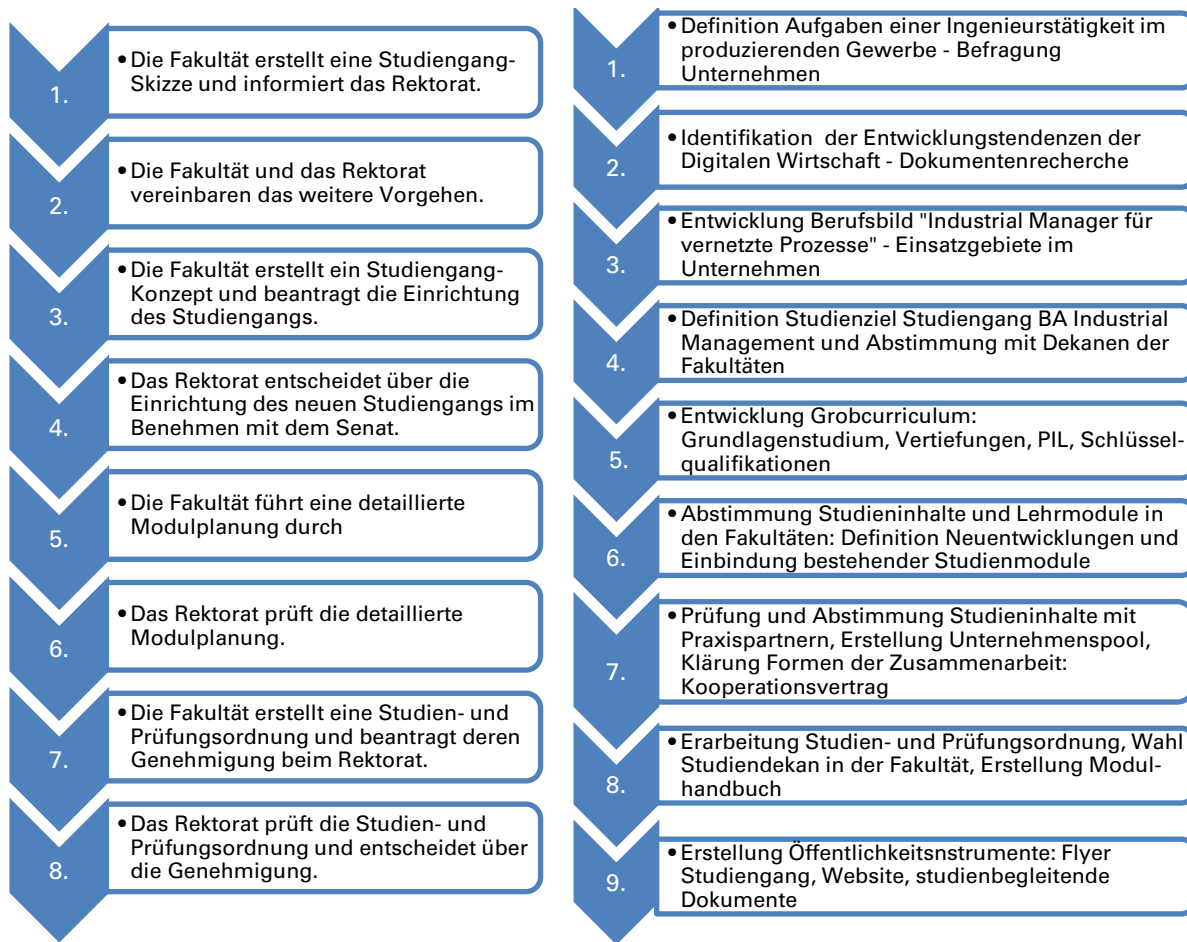 1.
• Die Fakultät erstellt eine Studiengang-
Skizze und informiert das Rektorat.
2.
• Die Fakultät und das Rektorat
vereinbaren das weitere Vorgehen.
3.
• Die Fakultät erstellt ein Studiengang-
Konzept und beantragt die Einrichtung
des Studiengangs.
4.
• Das Rektorat entscheidet über die
Einrichtung des neuen Studiengangs im
Benehmen mit dem Senat.
5.
• Die Fakultät führt eine detaillierte
Modulplanung durch
6.
• Das Rektorat prüft die detaillierte
Modulplanung.
7.
• Die Fakultät erstellt eine Studien- und
Prüfungsordnung und beantragt deren
Genehmigung beim Rektorat.
8.
• Das Rektorat prüft die Studien- und
Prüfungsordnung und entscheidet über
die Genehmigung.
1.
• Definition Aufgaben einer Ingenieurstätigkeit im
produzierenden Gewerbe - Befragung
Unternehmen
2.
• Identifikation der Entwicklungstendenzen der
Digitalen Wirtschaft - Dokumentenrecherche
3.
• Entwicklung Berufsbild "Industrial Manager für
vernetzte Prozesse" - Einsatzgebiete im
Unternehmen
4.
• Definition Studienziel Studiengang BA Industrial
Management und Abstimmung mit Dekanen der
Fakultäten
5.
• Entwicklung Grobcurriculum:
Grundlagenstudium, Vertiefungen, PIL, Schlüssel-
qualifikationen
6.
• Abstimmung Studieninhalte und Lehrmodule in
den Fakultäten: Definition Neuentwicklungen und
Einbindung bestehender Studienmodule
7.
• Prüfung und Abstimmung Studieninhalte mit
Praxispartnern, Erstellung Unternehmenspool,
Klärung Formen der Zusammenarbeit:
Kooperationsvertrag
8.
• Erarbeitung Studien- und Prüfungsordnung, Wahl
Studiendekan in der Fakultät, Erstellung Modul-
handbuch
9.
• Erstellung Öffentlichkeitsnstrumente: Flyer
Studiengang, Website, studienbegleitende
Dokumente